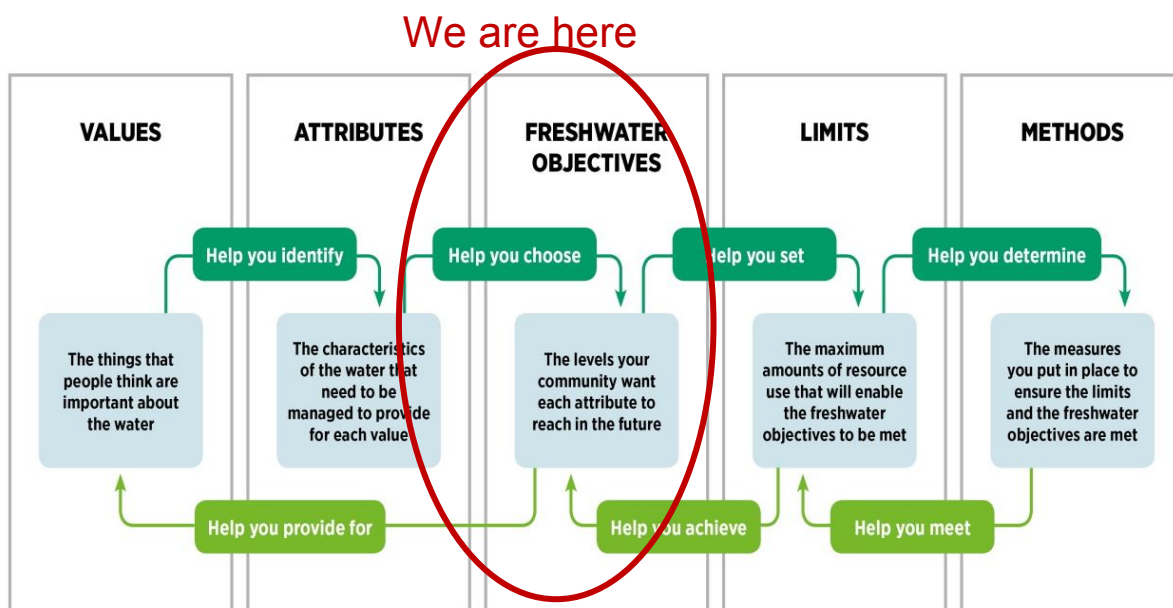 We are here
VALUES
ATTRIBUTES
FRESHWATER
OBJECTIVES
LIMITS
METHODS
Help you identify
Help you choose
Help you set
Help you determine
The things that
people think are
important about
the water
The characteristics
of the water that
need to be
managed to provide
for each value
The levels your
community want
each attribute to
reach in the future
The maximum
amounts of resource
use that will enable
the freshwater
objectives to be met
The measures
you put in place to
ensure the limits
and the freshwater
objectives are met
Help you provide for
Help you achieve
Help you meet